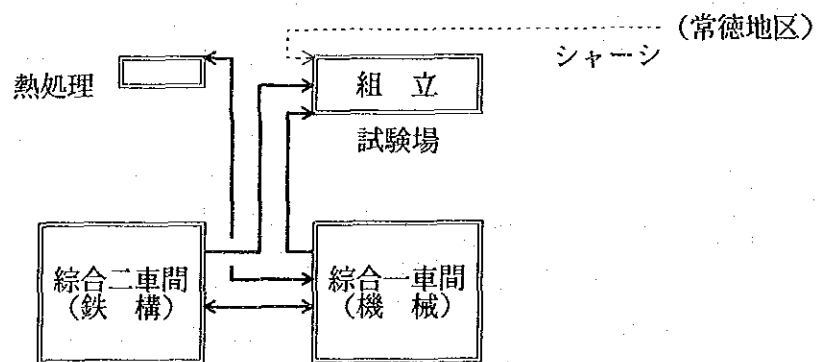 (常徳地区)
シャーシ
熱処理
組 立
試験場
綜合二車間
(鉄 構)
綜合一車間
(機 械)